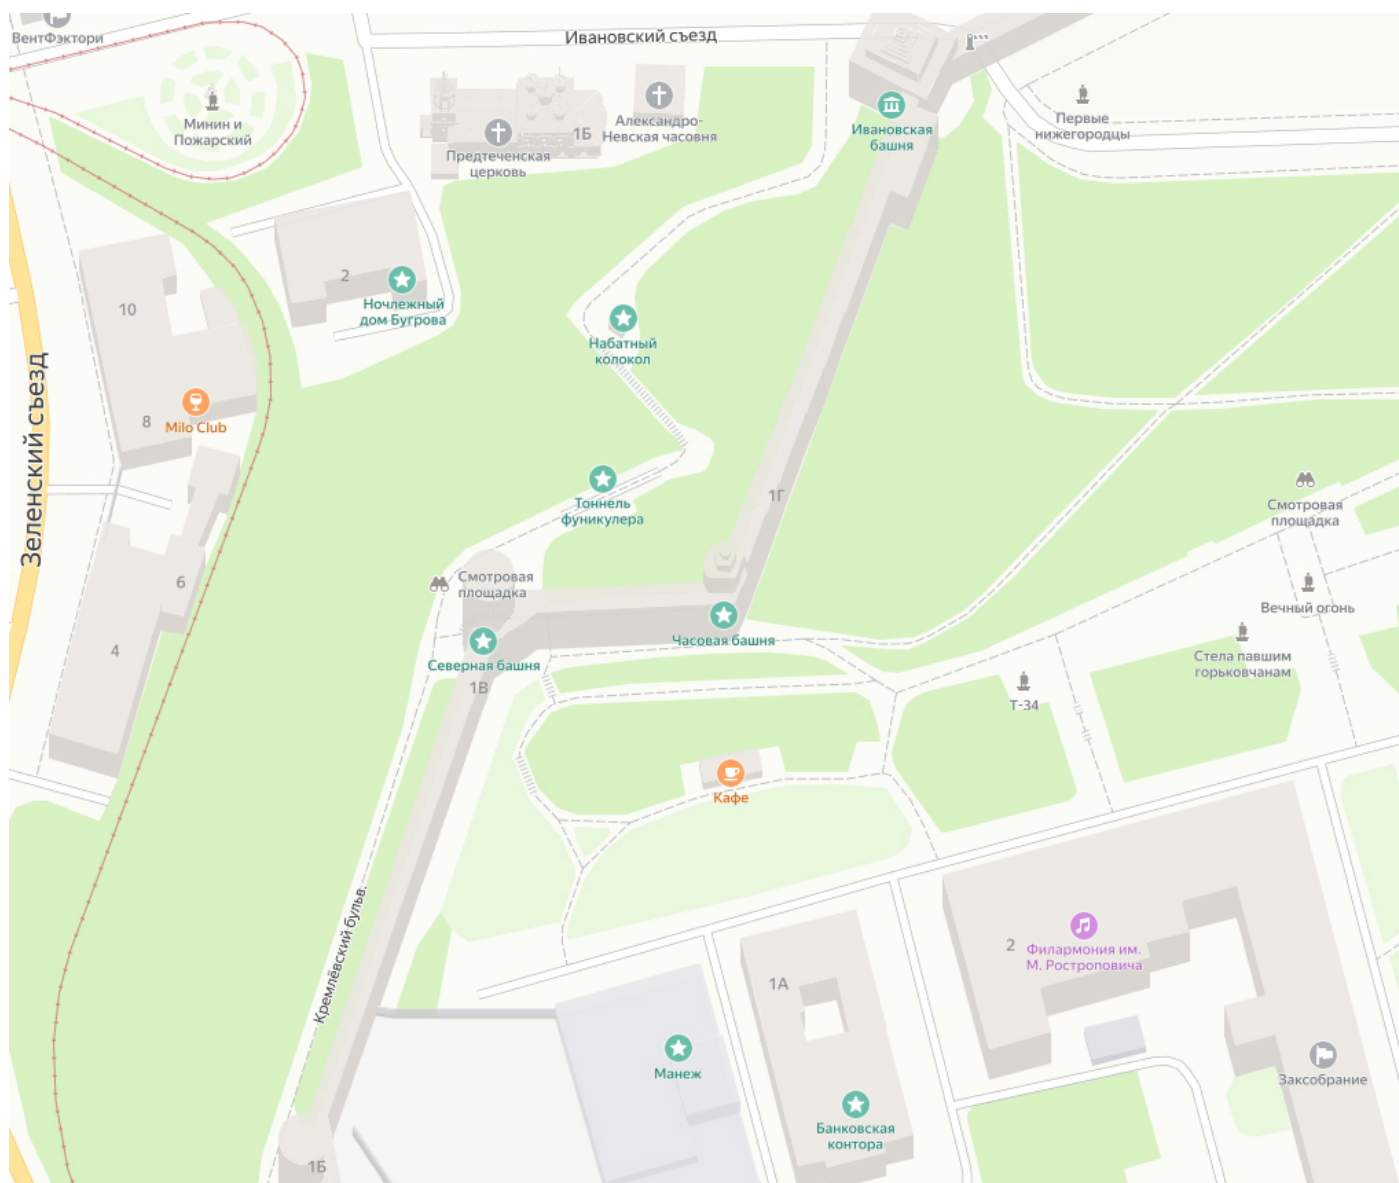 ВентФэктори
Ивановский съезд
Минин и
Пожарский
Предтеченская
церковь
1Б
Александро-
Невская часовня
Ивановская
башня
Первые
нижегородцы
2
Ночлежный
дом Бугрова
10
8
Milo Club
Зеленский съезд
Набатный
колокол
Тоннель
фуникулера
1Г
Смотровая
площадка
Смотровая
площадка
6
4
Часовая башня
Северная башня
1В
Вечный огонь
Стела павшим
горьковчанам
Т-34
Кафе
Кремлёвский бульв.
2
Филармония им.
М. Ростроповича
1А
Манеж
Заксобрание
Банковская
контора
1Б